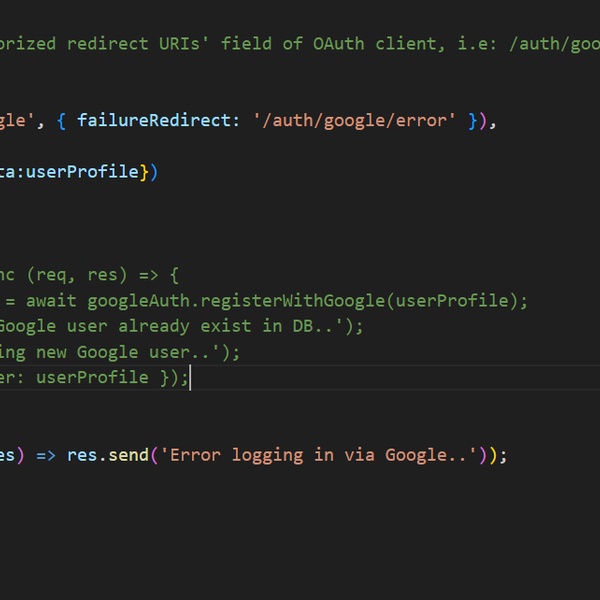 orized redirect URIs' field of OAuth client, i.e: /auth/goo
gle', { failureRedirect: '/auth/google/error' }),
ta:userProfile})
nc (req, res) => {
= await googleAuth.registerWithGoogle(userProfile);
Google user already exist in DB..');
ing new Google user..');
er: userProfile });
es) => res.send('Error logging in via Google..'));